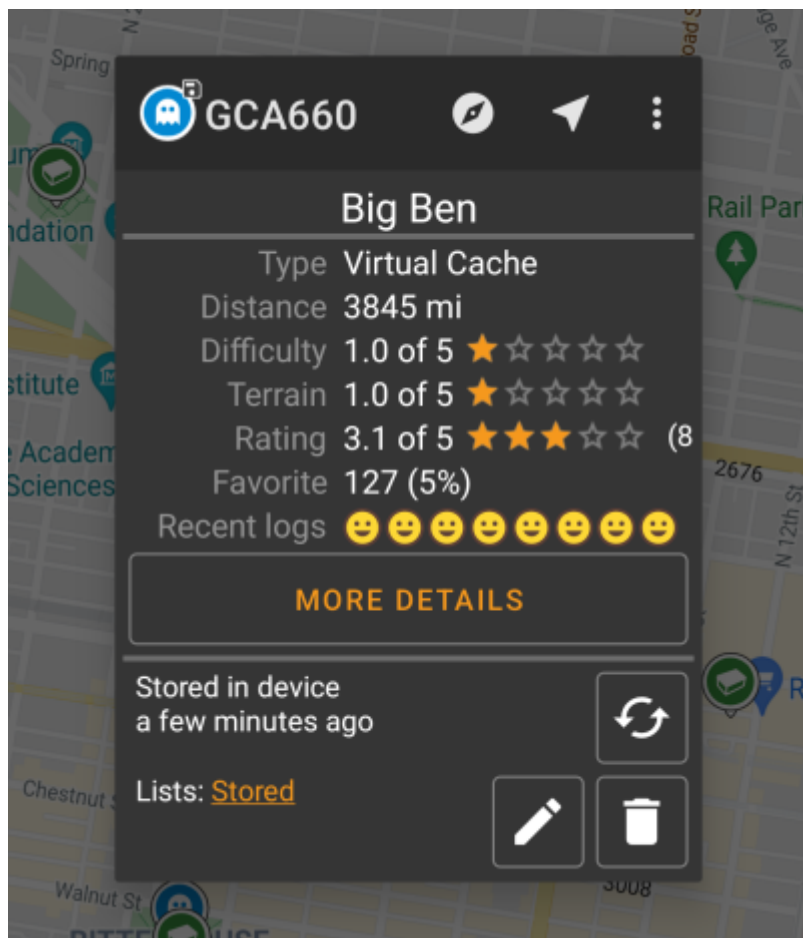 N 2
Spring
GCA660
Big Ben
Rail Par
ndation
Type Virtual Cache
Distance 3845 mi
Difficulty 1.0 of 5
Terrain 1.0 of 5
stitute
Rating 3.1 of 5 (8
Academ
Sciences
Favorite 127 (5%)
2676
Recent logs
N 12th St
MORE DETAILS
Stored in device
a few minutes ago
R
Lists: Stored
Chestnut S
Walnut St
3008